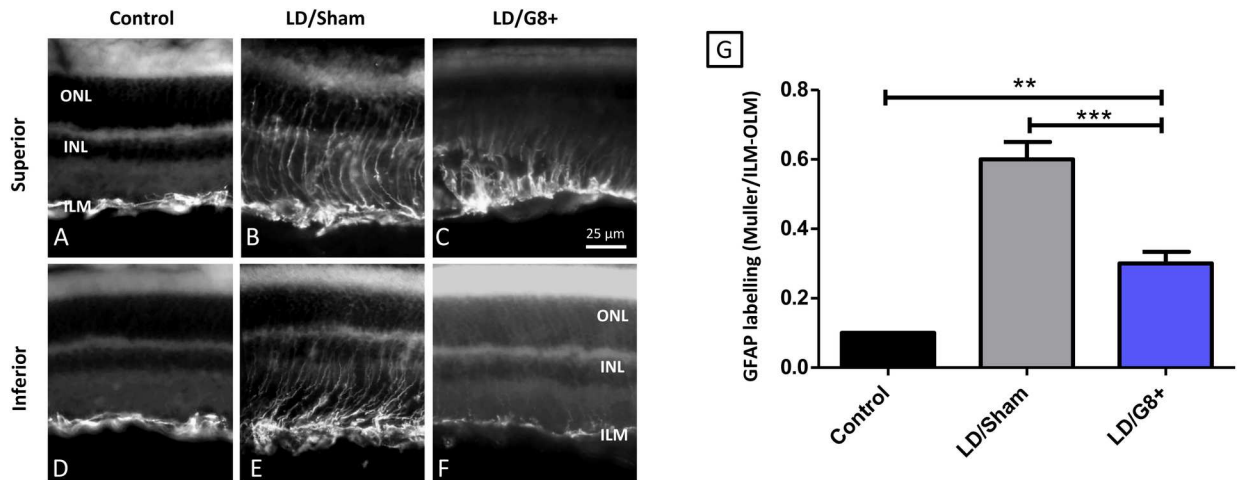 Control LD/Sham LD/G8+
Superior
ONL
INL
ILM
A B C
25 µm
Inferior
ONL
INL
ILM
D E F
G
GFAP labelling (Muller/ILM-OLM)
0.8
0.6
0.4
0.2
0.0
**
***
Control LD/Sham LD/G8+